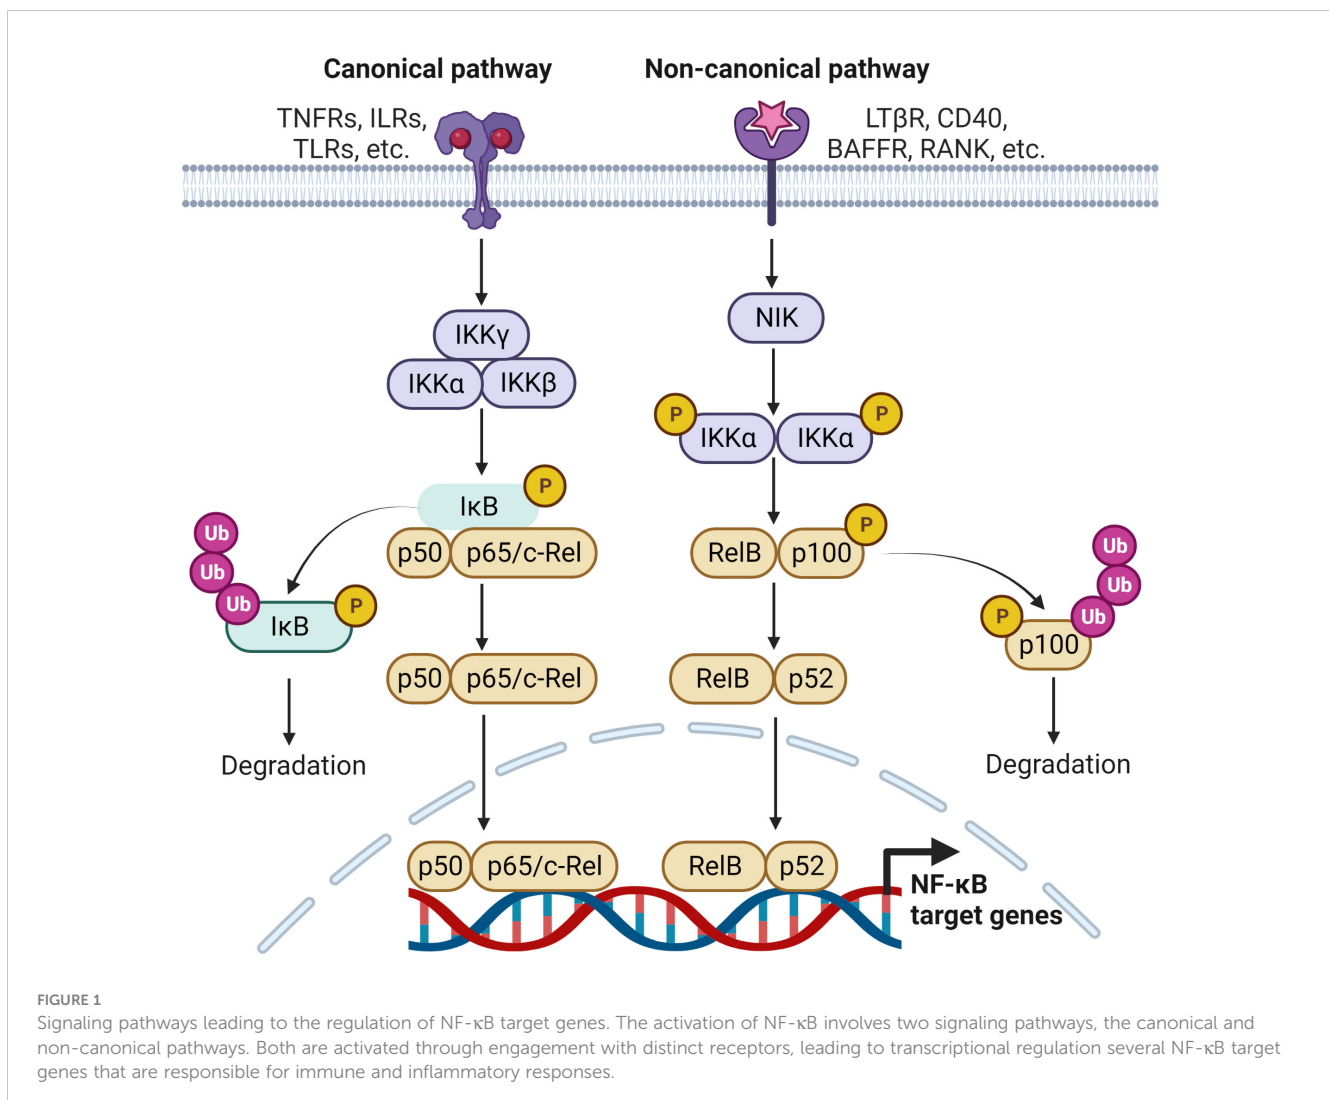 Canonical pathway
Non-canonical pathway
TNFRs, ILRs,
TLRs, etc.
LTβR, CD40,
BAFFR, RANK, etc.
IKKγ
IKKα
IKKβ
NIK
P
IKKα
IKKα
P
IκB
P
p50
p65/c-Rel
RelB
p100
P
Ub
Ub
Ub
IκB
P
Ub
Ub
Ub
P
p100
p50
p65/c-Rel
RelB
p52
Degradation
Degradation
p50
p65/c-Rel
RelB
p52
NF-κB
target genes
FIGURE 1
Signaling pathways leading to the regulation of NF-κB target genes. The activation of NF-κB involves two signaling pathways, the canonical and
non-canonical pathways. Both are activated through engagement with distinct receptors, leading to transcriptional regulation several NF-κB target
genes that are responsible for immune and inflammatory responses.